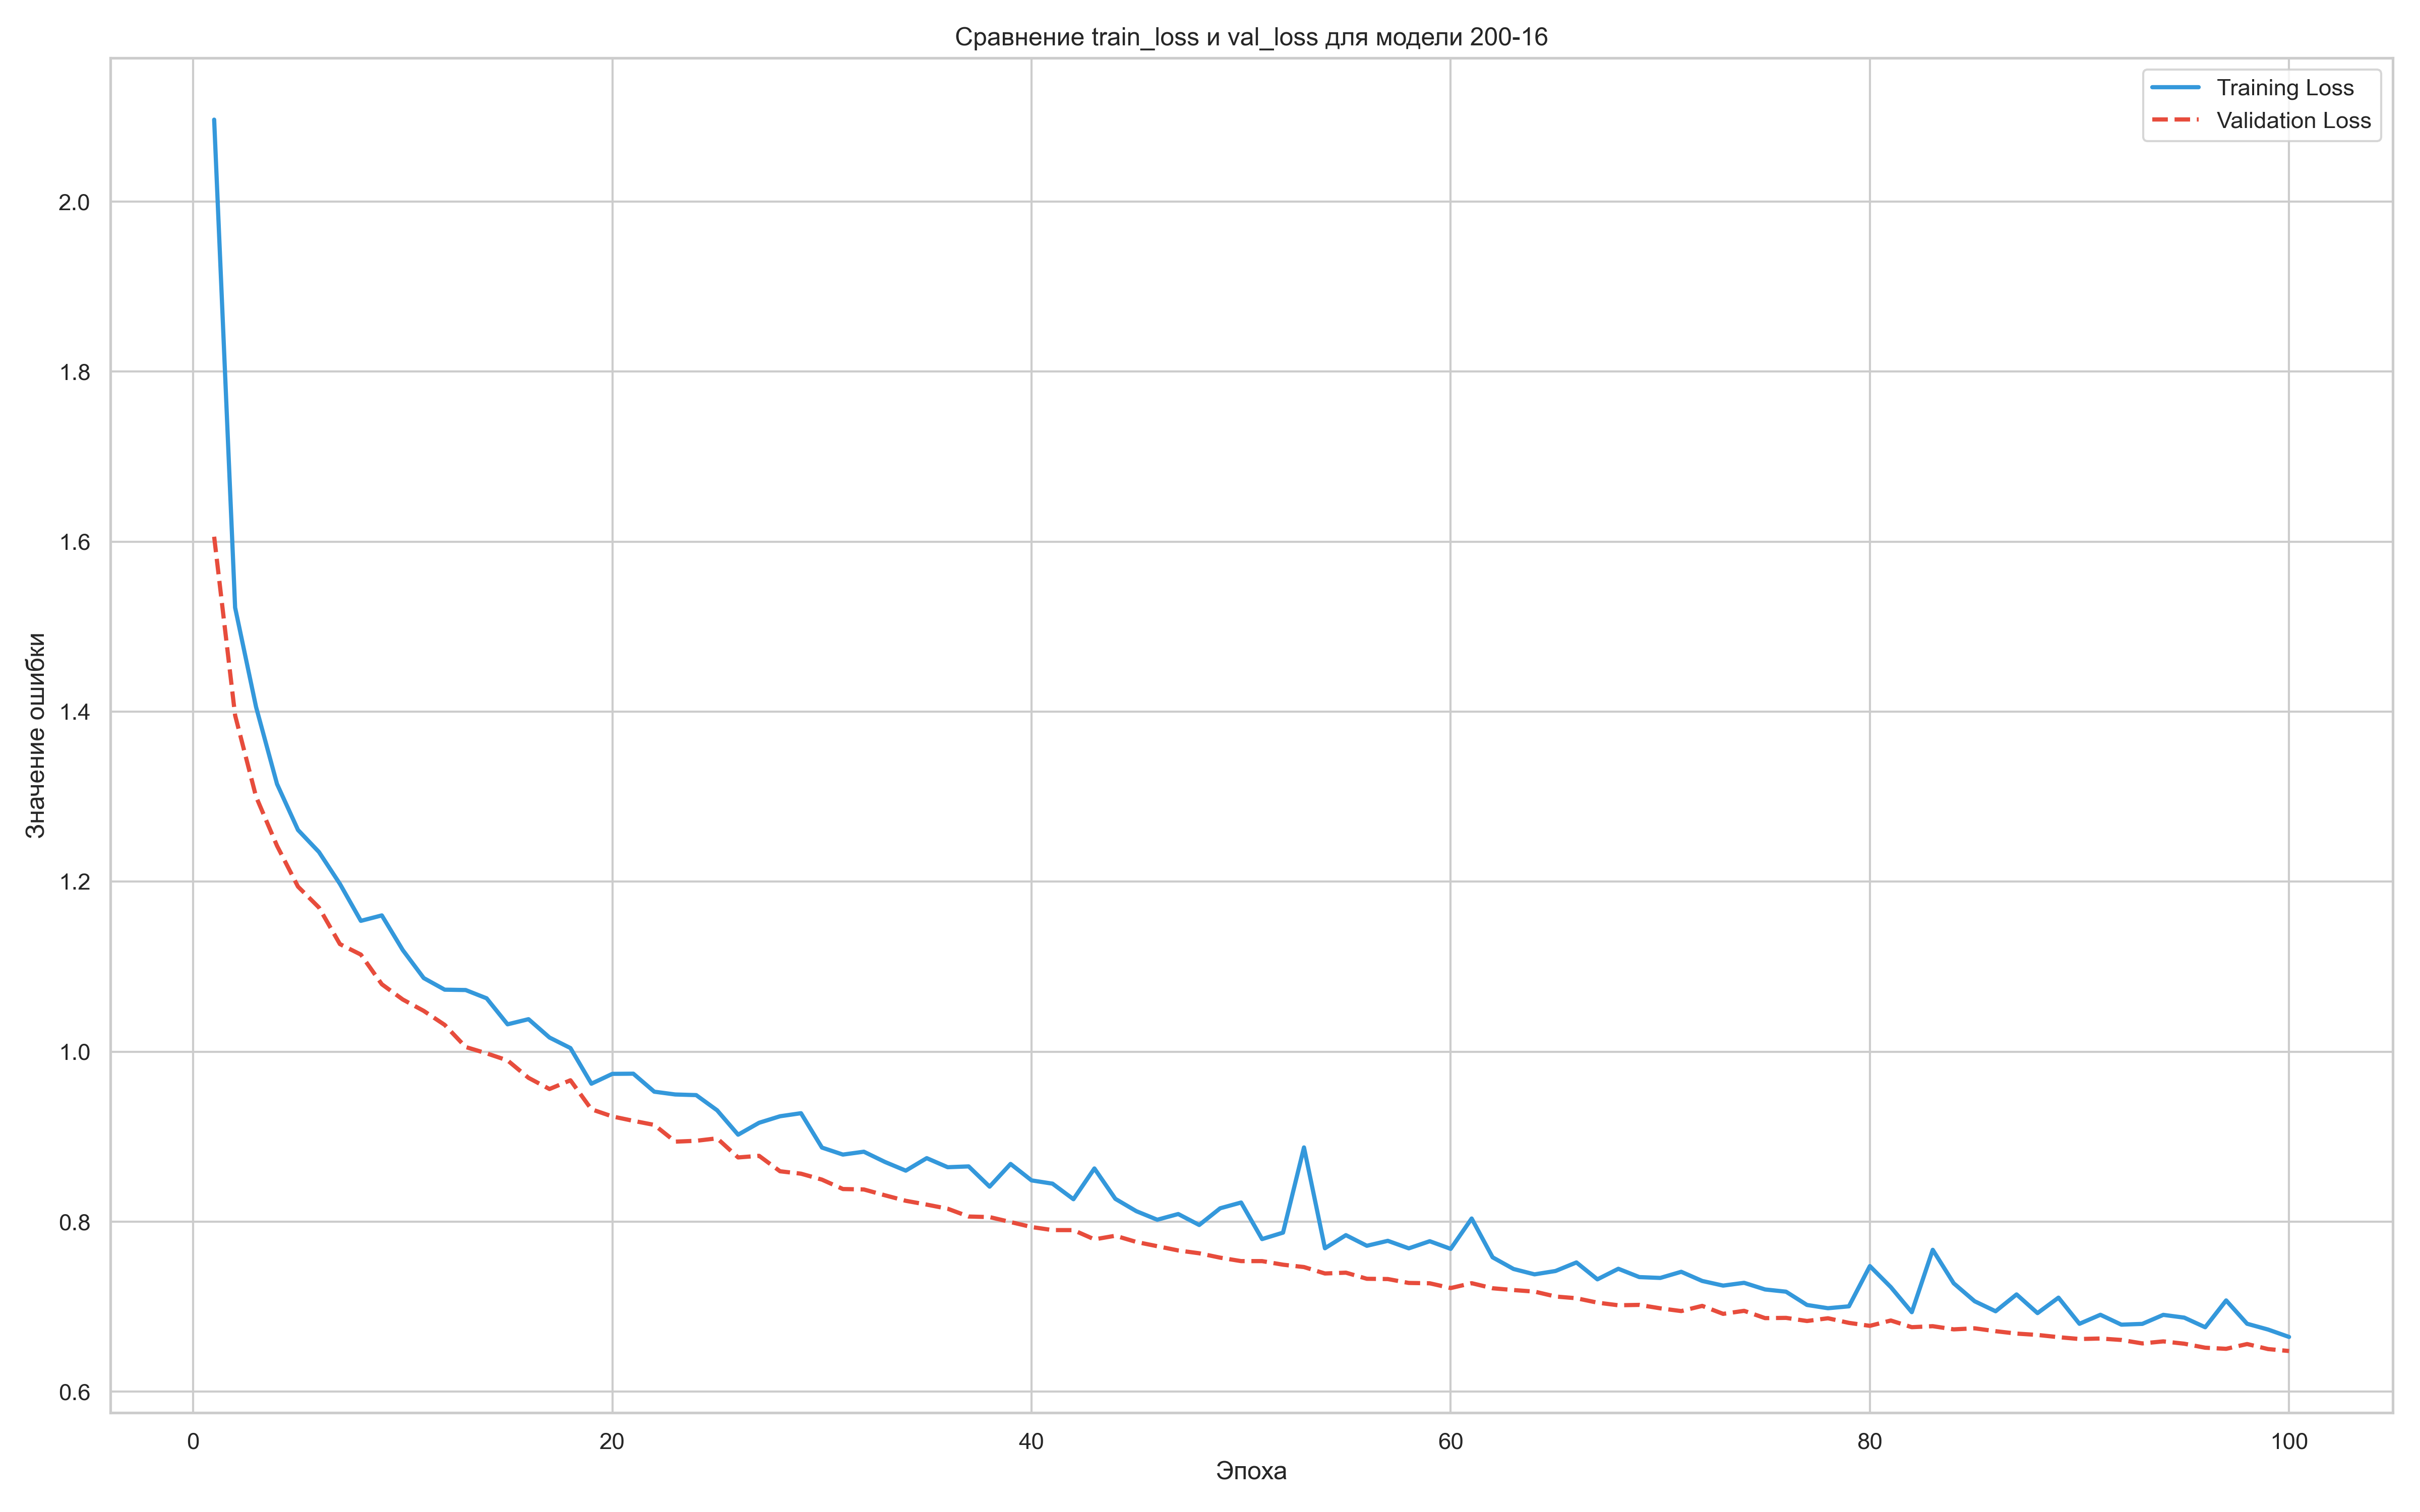 Сравнение train_loss и val_loss для модели 200-16
Training Loss
Validation Loss
Значение ошибки
2.0
1.8
1.6
1.4
1.2
1.0
0.8
0.6
0
20
40
60
80
100
Эпоха